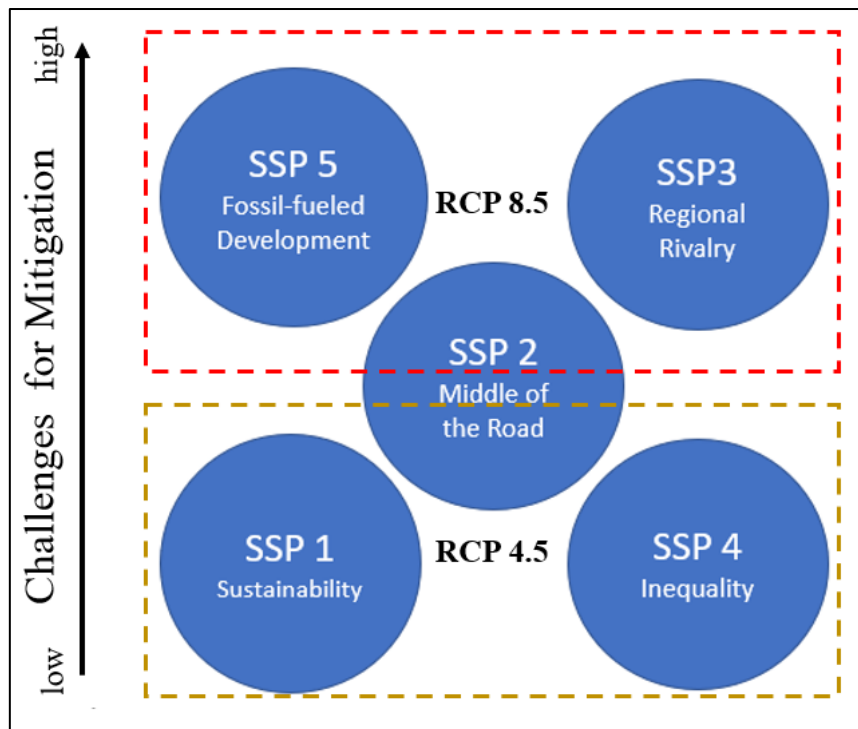 high
Challenges for Mitigation
low
SSP 5
Fossil-fueled
Development
RCP 8.5
SSP3
Regional
Rivalry
SSP 2
Middle of
the Road
SSP 1
Sustainability
RCP 4.5
SSP 4
Inequality